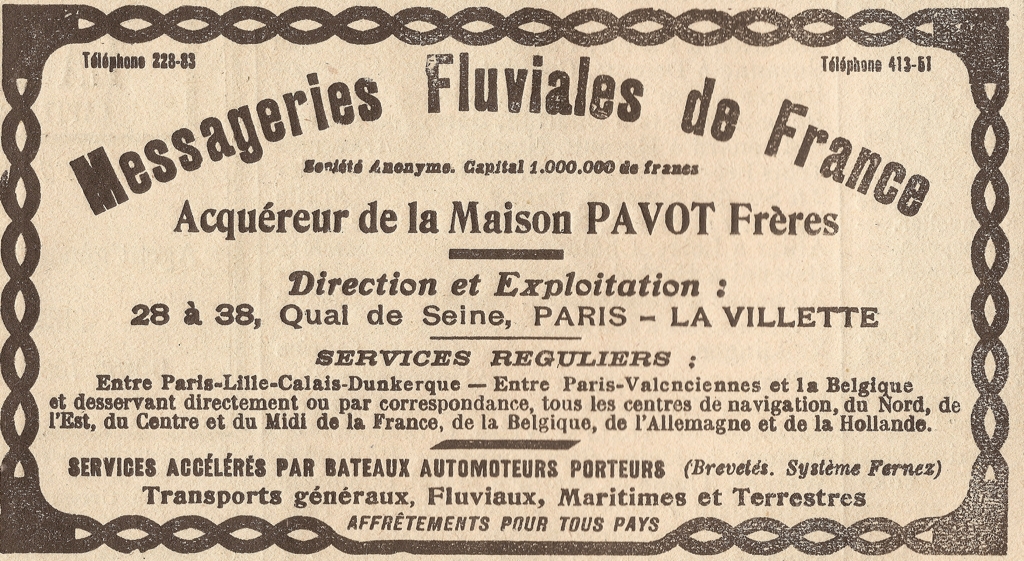 Téléphone 228-83
Téléphone 413-51
Messageries Fluviales de France
Société Anonyme. Capital 1.000.000 de francs
Acquéreur de la Maison PAVOT Frères
Direction et Exploitation :
28 à 38, Quai de Seine, PARIS - LA VILLETTE
SERVICES REGULIERS :
Entre Paris-Lille-Calais-Dunkerque — Entre Paris-Valenciennes et la Belgique
et desservant directement ou par correspondance, tous les centres de navigation, du Nord, de
l'Est, du Centre et du Midi de la France, de la Belgique, de l'Allemagne et de la Hollande.
SERVICES ACCÉLÉRÉS PAR BATEAUX AUTOMOTEURS PORTEURS (Brevetés. Système Fernez)
Transports généraux, Fluviaux, Maritimes et Terrestres
AFFRÊTEMENTS POUR TOUS PAYS